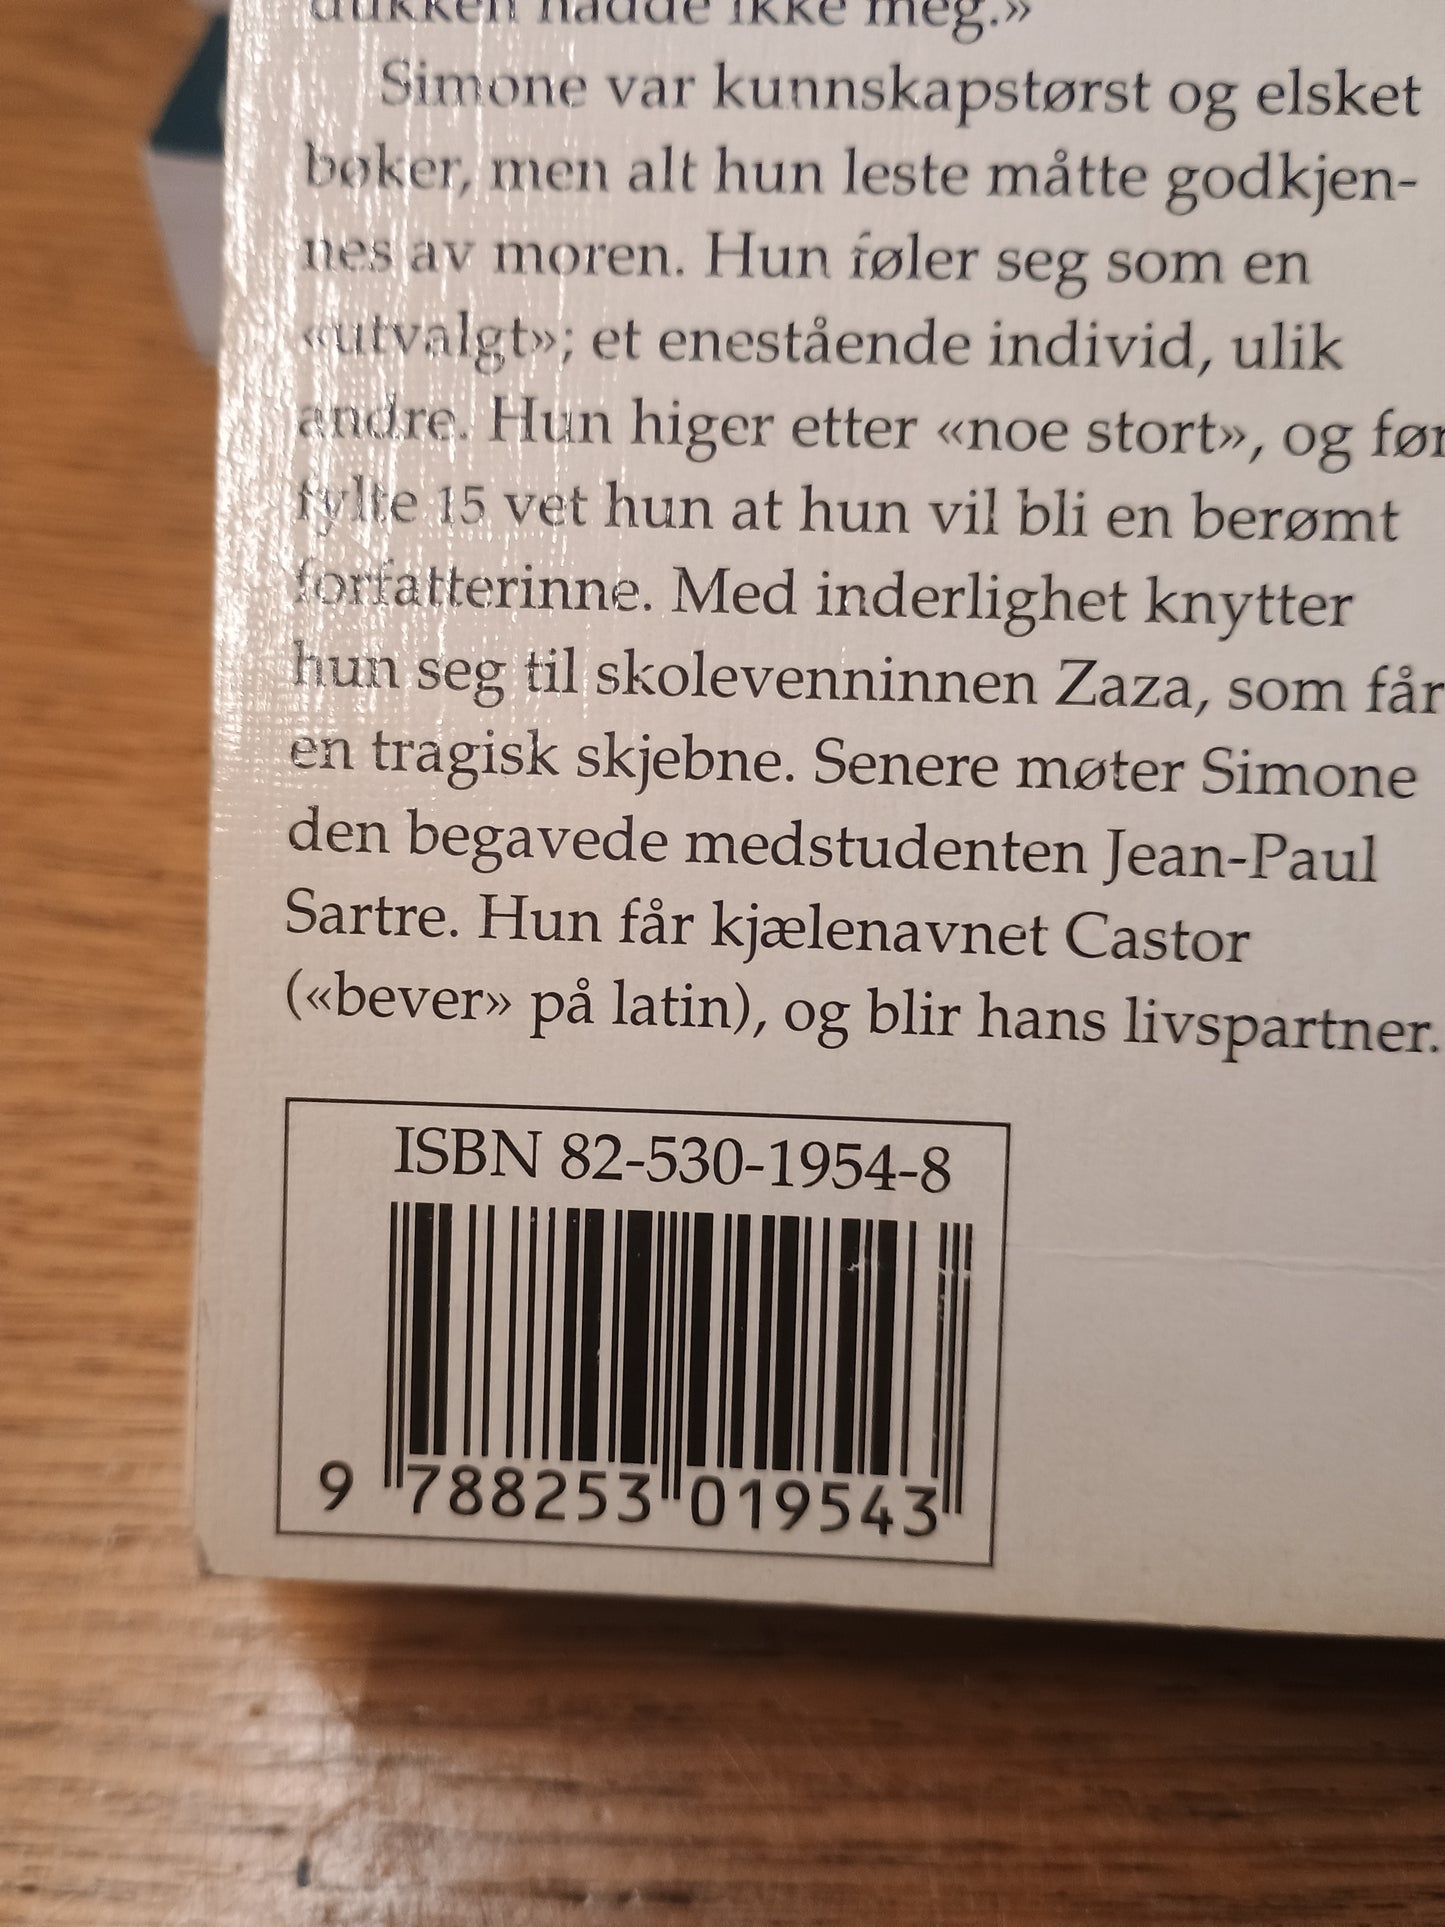 dukken hadde ikke meg.»
Simone var kunnskapstørst og elsket
bøker, men alt hun leste måtte godkjen-
nes av moren. Hun føler seg som en
«utvalgt»; et enestående individ, ulik
andre. Hun higer etter «noe stort», og før
fylte 15 vet hun at hun vil bli en berømt
forfatterinne. Med inderlighet knytter
hun seg til skolevenninnen Zaza, som får
en tragisk skjebne. Senere møter Simone
den begavede medstudenten Jean-Paul
Sartre. Hun får kjælenavnet Castor
(«bever» på latin), og blir hans livspartner.
ISBN 82-530-1954-8
9 788253 019543